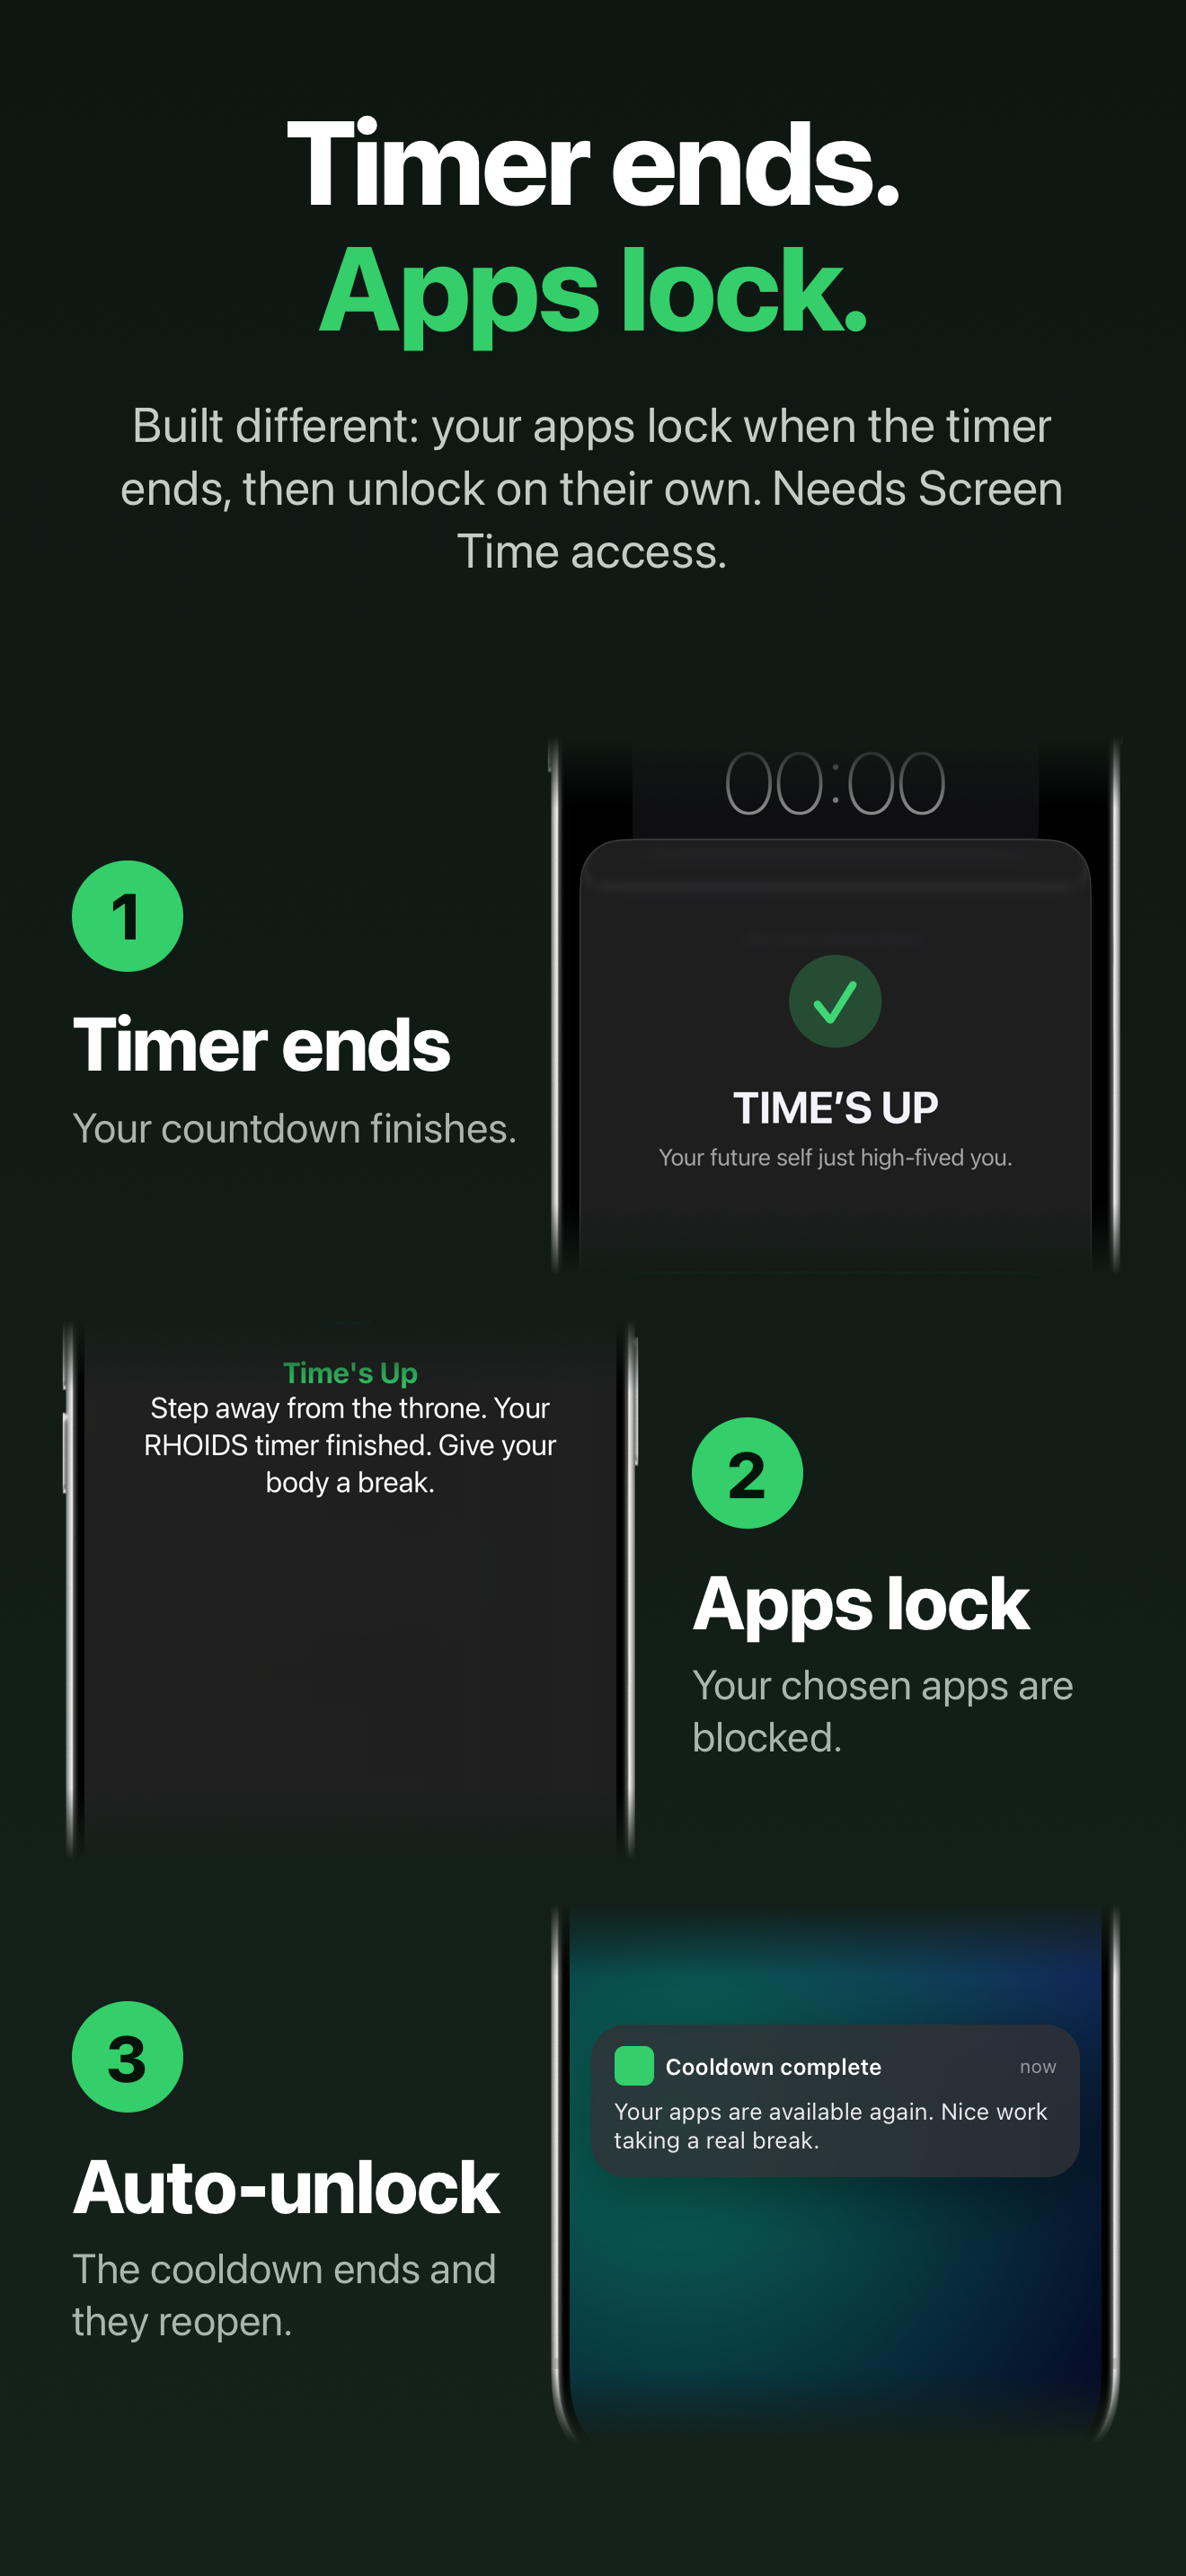 Timer ends.
Apps lock.
Built different: your apps lock when the timer
ends, then unlock on their own. Needs Screen
Time access.
00:00
1
Timer ends
Your countdown finishes.
TIME’S UP
Your future self just high-fived you.
Time's Up
Step away from the throne. Your
RHOIDS timer finished. Give your
body a break.
2
Apps lock
Your chosen apps are
blocked.
3
Auto-unlock
The cooldown ends and
they reopen.
Cooldown complete
now
Your apps are available again. Nice work
taking a real break.